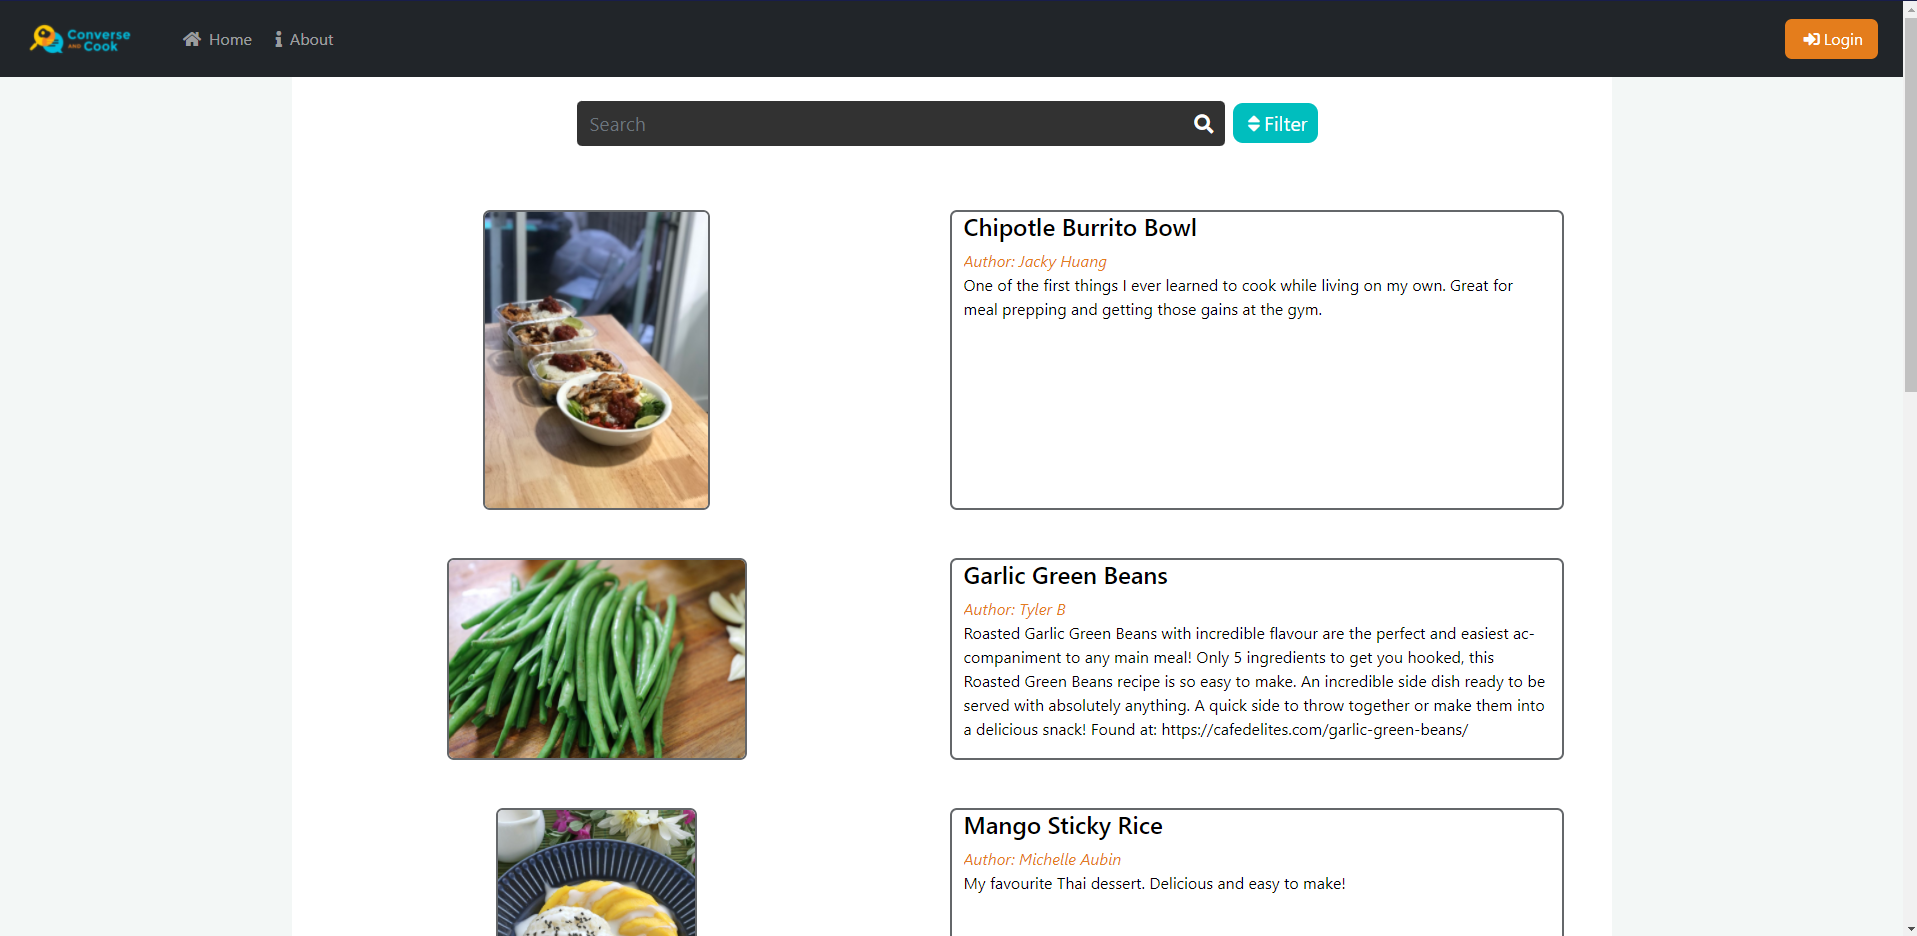 Converse
AND Cook
Home
About
Login
Search
Filter
Chipotle Burrito Bowl
Author: Jacky Huang
One of the first things I ever learned to cook while living on my own. Great for
meal prepping and getting those gains at the gym.
Garlic Green Beans
Author: Tyler B
Roasted Garlic Green Beans with incredible flavour are the perfect and easiest ac-
companiment to any main meal! Only 5 ingredients to get you hooked, this
Roasted Green Beans recipe is so easy to make. An incredible side dish ready to be
served with absolutely anything. A quick side to throw together or make them into
a delicious snack! Found at: https://cafedelites.com/garlic-green-beans/
Mango Sticky Rice
Author: Michelle Aubin
My favourite Thai dessert. Delicious and easy to make!